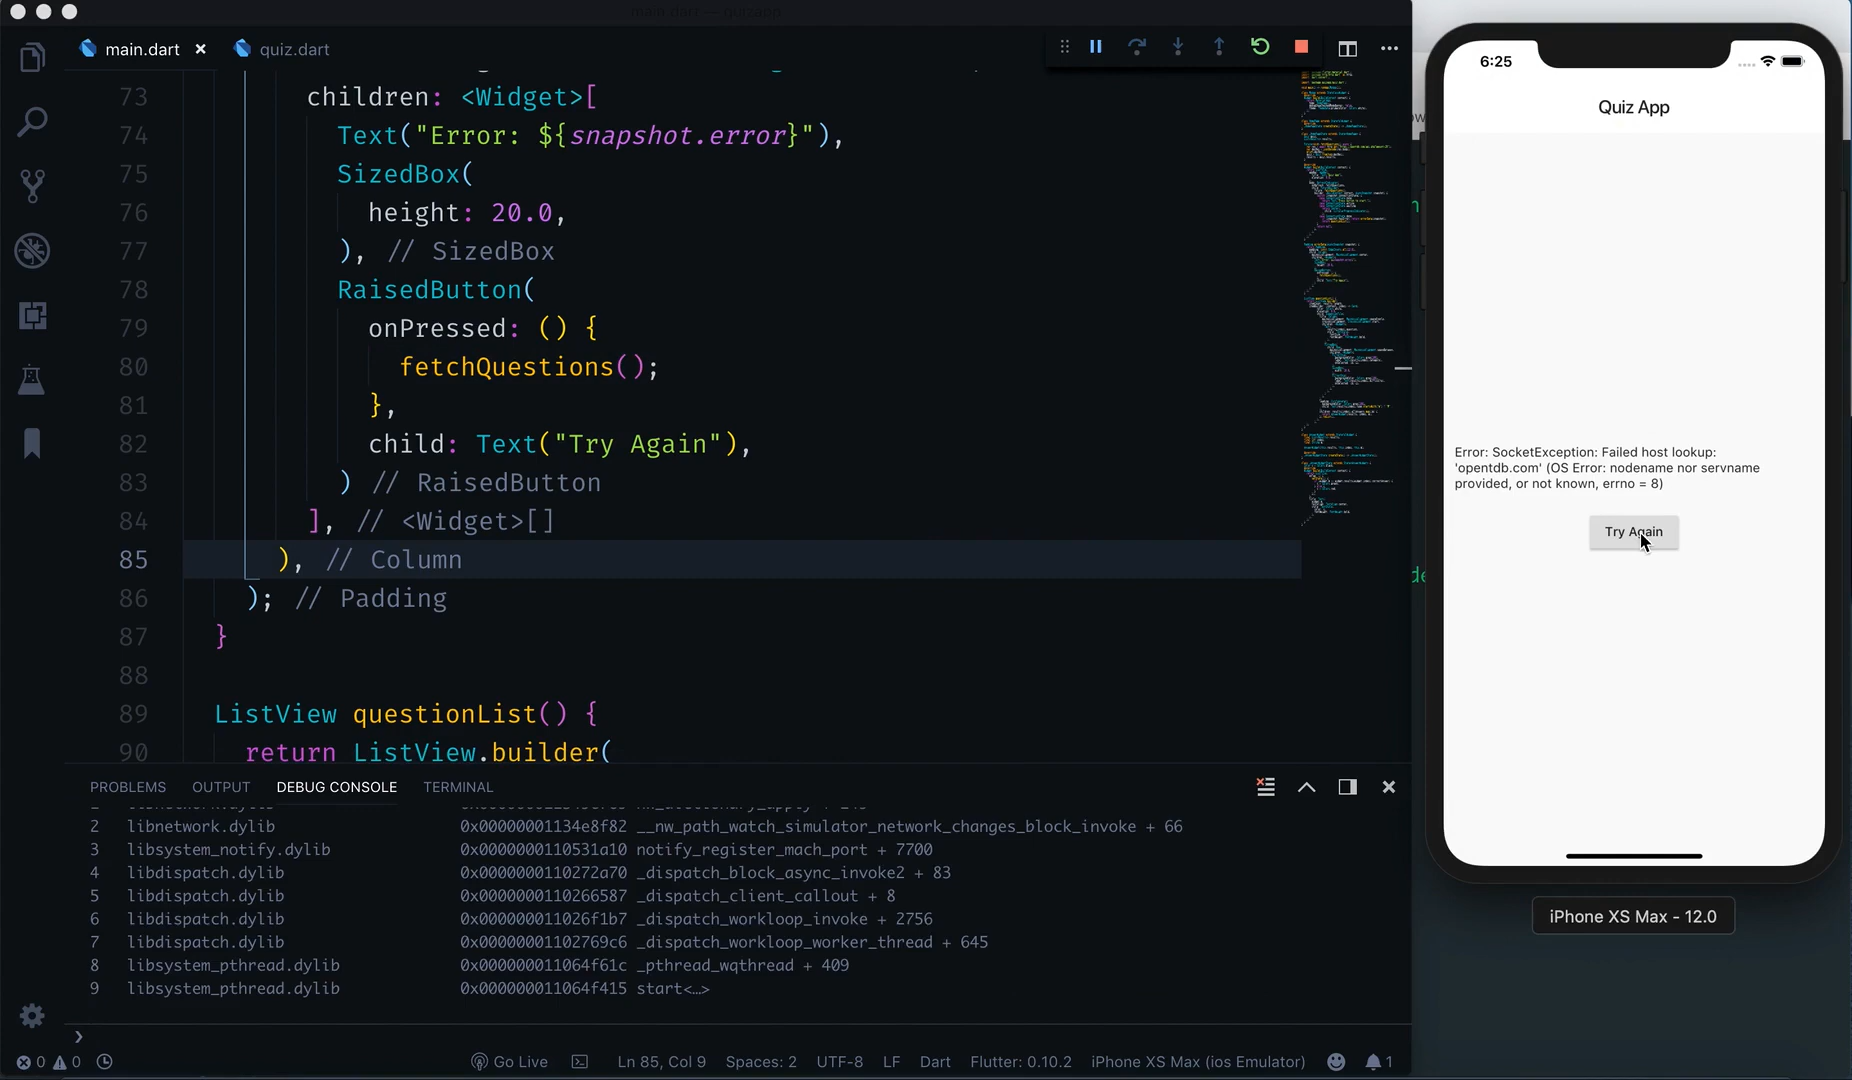 main.dart — quizapp
main.dart × quiz.dart
73 children: <Widget>[
74 Text("Error: ${snapshot.error}"),
75 SizedBox(
76 height: 20.0,
77 ), // SizedBox
78 RaisedButton(
79 onPressed: () {
80 fetchQuestions();
81 },
82 child: Text("Try Again"),
83 ) // RaisedButton
84 ], // <Widget>[]
85 ), // Column
86 ); // Padding
87 }
88
89 ListView questionList() {
90 return ListView.builder(
PROBLEMS OUTPUT DEBUG CONSOLE TERMINAL
2 libnetwork.dylib 0x00000001134e8f82 __nw_path_watch_simulator_network_changes_block_invoke + 66
3 libsystem_notify.dylib 0x0000000110531a10 notify_register_mach_port + 7700
4 libdispatch.dylib 0x0000000110272a70 _dispatch_block_async_invoke2 + 83
5 libdispatch.dylib 0x0000000110266587 _dispatch_client_callout + 8
6 libdispatch.dylib 0x000000011026f1b7 _dispatch_workloop_invoke + 2756
7 libdispatch.dylib 0x00000001102769c6 _dispatch_workloop_worker_thread + 645
8 libsystem_pthread.dylib 0x000000011064f61c _pthread_wqthread + 409
9 libsystem_pthread.dylib 0x000000011064f415 start<…>
0 0 Go Live Ln 85, Col 9 Spaces: 2 UTF-8 LF Dart Flutter: 0.10.2 iPhone XS Max (ios Emulator) 1
6:25
Quiz App
Error: SocketException: Failed host lookup:
'opentdb.com' (OS Error: nodename nor servname
provided, or not known, errno = 8)
Try Again
iPhone XS Max - 12.0